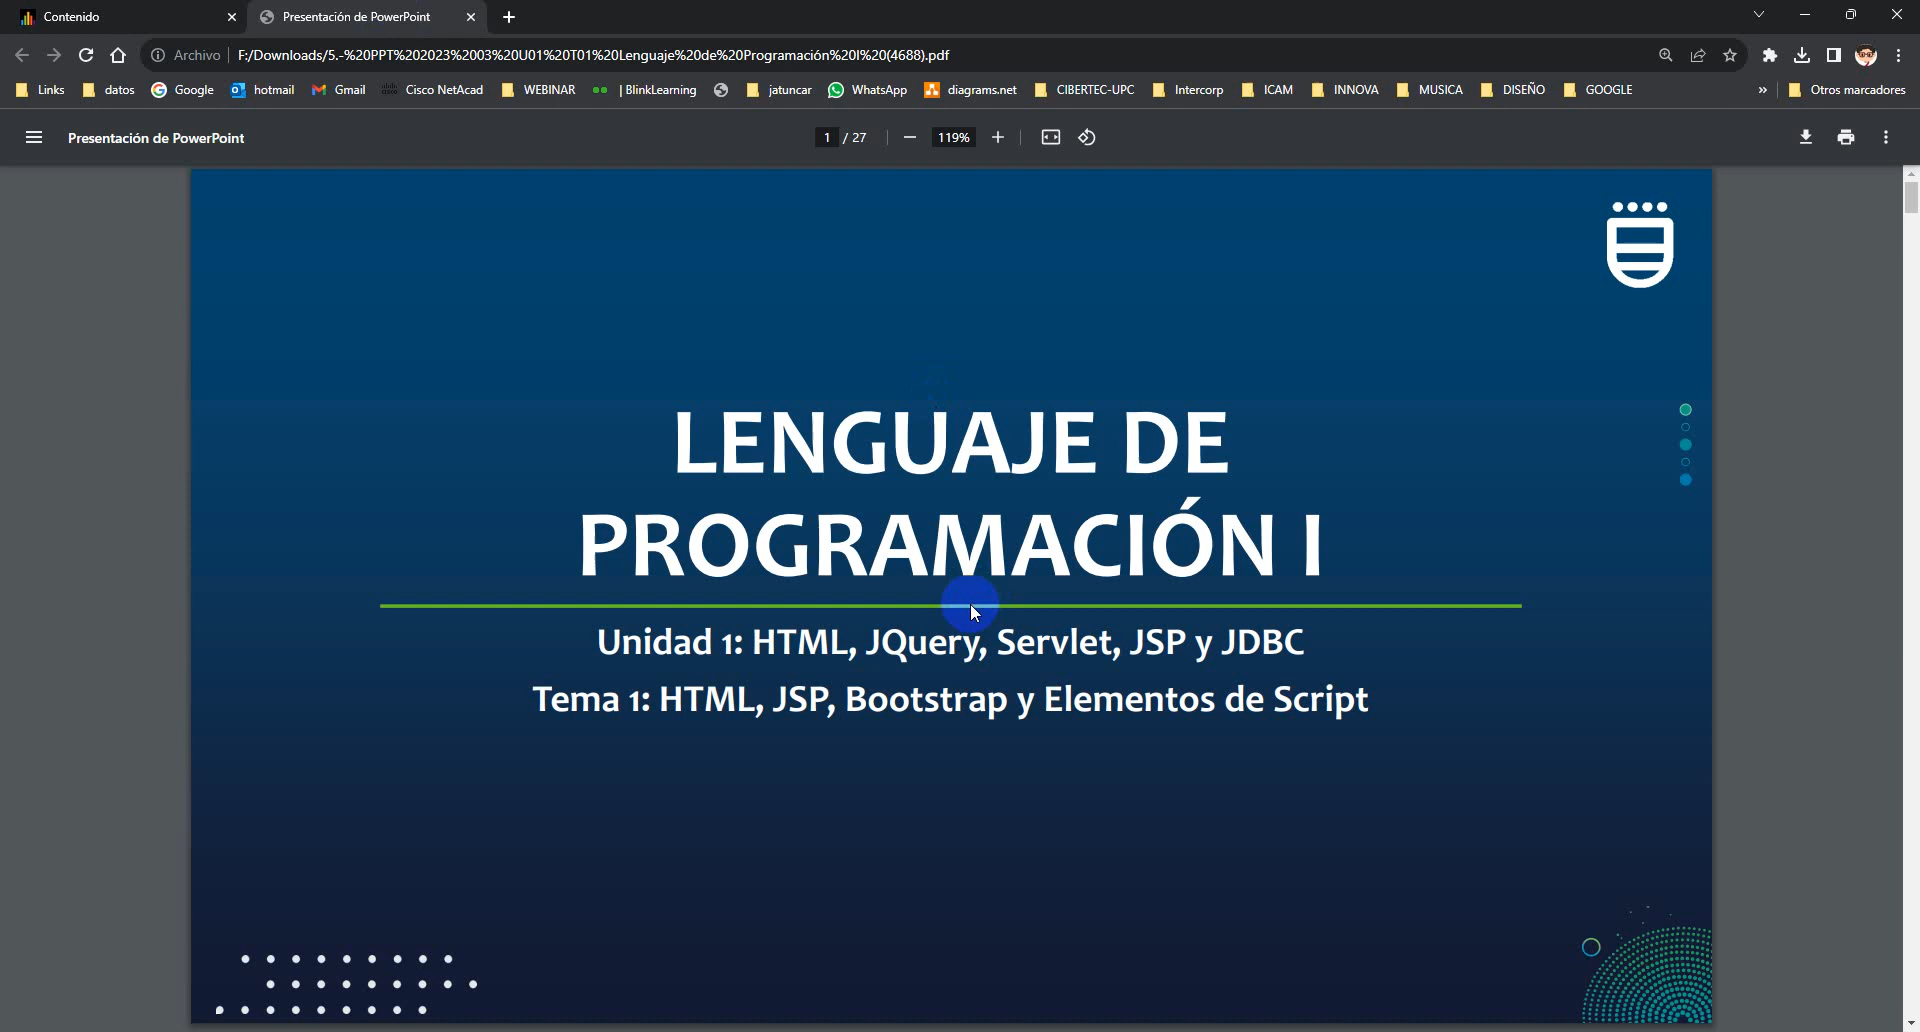 Contenido
Presentación de PowerPoint
Archivo
F:/Downloads/5.-%20PPT%202023%2003%20U01%20T01%20Lenguaje%20de%20Programación%20I%20(4688).pdf
Links datos Google hotmail Gmail Cisco NetAcad WEBINAR | BlinkLearning jatuncar WhatsApp diagrams.net CIBERTEC-UPC Intercorp ICAM INNOVA MUSICA DISEÑO GOOGLE » Otros marcadores
Presentación de PowerPoint 1 / 27 119%
LENGUAJE DE
PROGRAMACIÓN I
Unidad 1: HTML, JQuery, Servlet, JSP y JDBC
Tema 1: HTML, JSP, Bootstrap y Elementos de Script